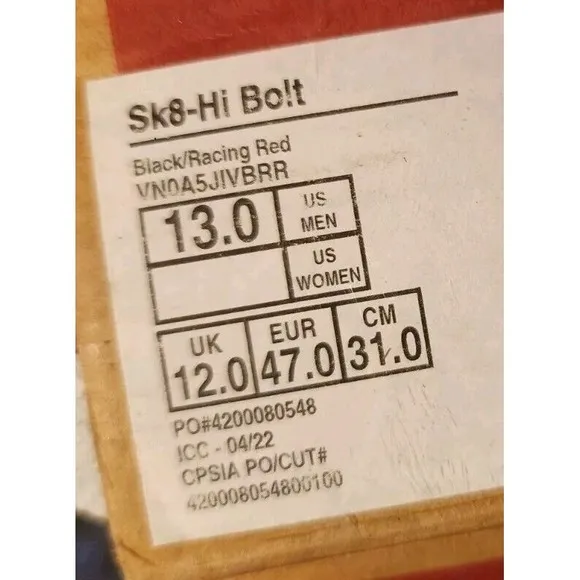 Sk8-Hi Bolt
Black/Racing Red
VN0A5JIVBRR
13.0 US MEN
US WOMEN
UK 12.0 EUR 47.0 CM 31.0
PO#4200080548
ICC - 04/22
CPSIA PO/CUT#
420008054800100